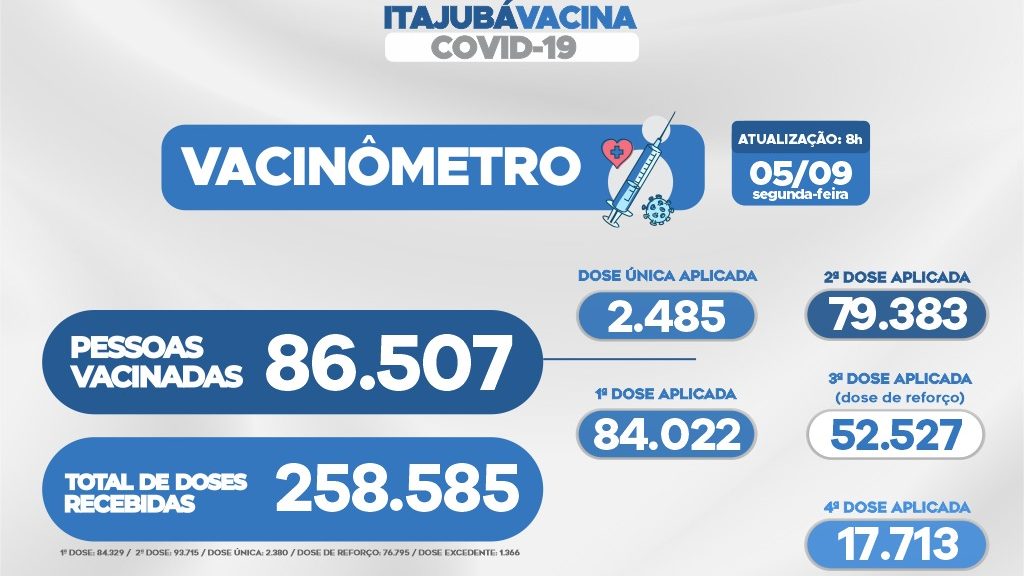 ITAJUBÁVACINA
COVID-19
VACINÔMETRO
ATUALIZAÇÃO: 8h
05/09
segunda-feira
PESSOAS
VACINADAS
86.507
DOSE ÚNICA APLICADA
2.485
1ª DOSE APLICADA
84.022
2ª DOSE APLICADA
79.383
3ª DOSE APLICADA
(dose de reforço)
52.527
4ª DOSE APLICADA
17.713
TOTAL DE DOSES
RECEBIDAS
258.585
1ª DOSE: 84.329 / 2ª DOSE: 93.715 / DOSE ÚNICA: 2.380 / DOSE DE REFORÇO: 76.795 / DOSE EXCEDENTE: 1.366